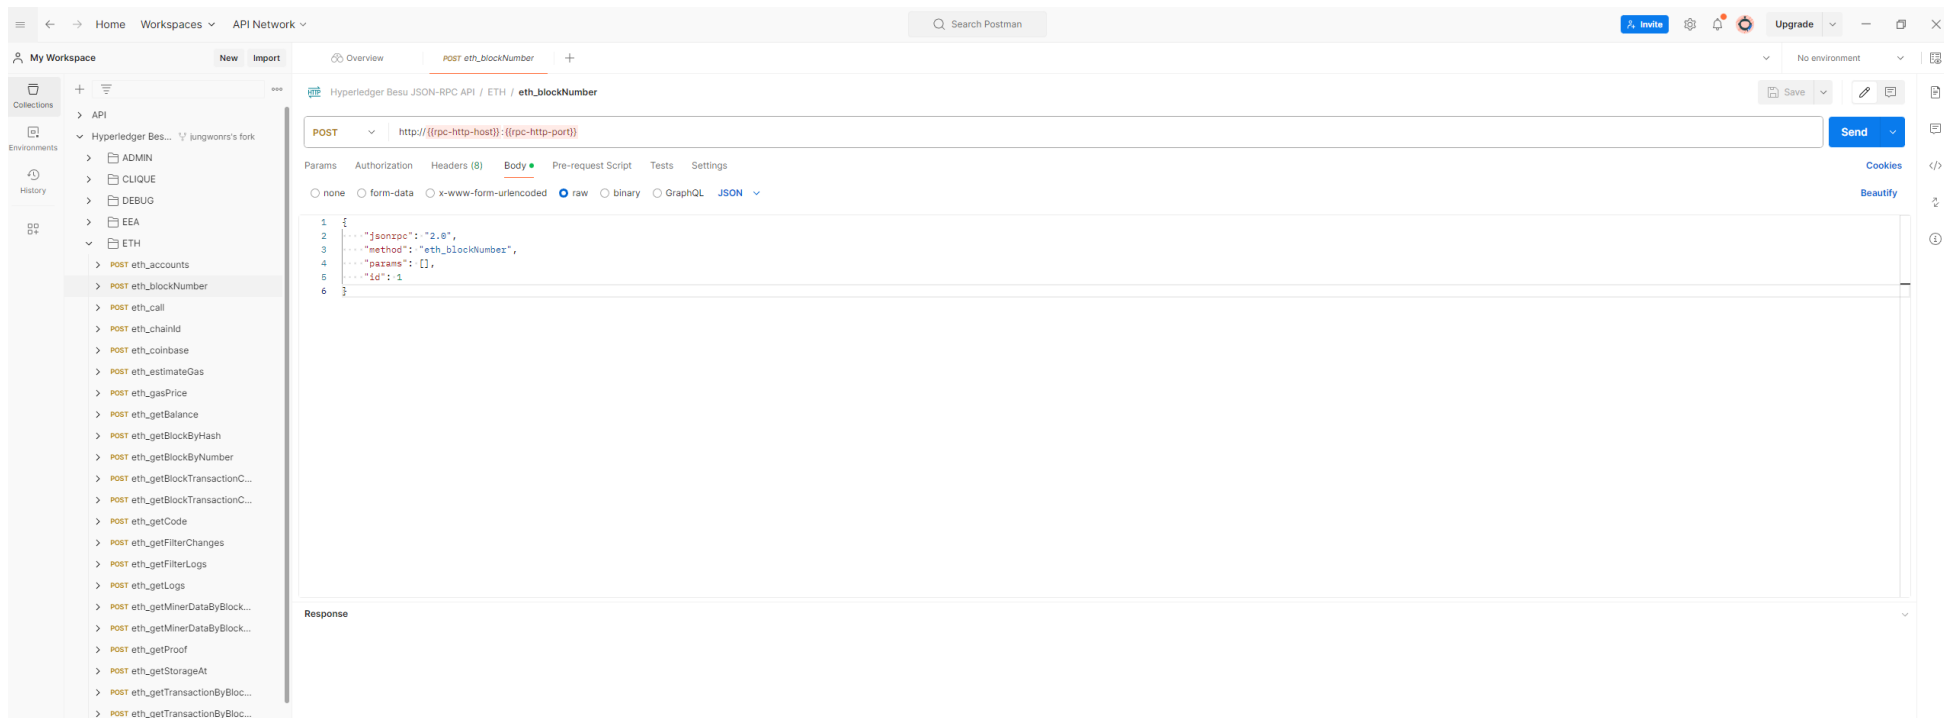 Home Workspaces API Network Search Postman Invite Upgrade
My Workspace New Import Overview POST eth_blockNumber No environment
Collections
Environments
History
API
Hyperledger Bes... jungwonrs's fork
ADMIN
CLIQUE
DEBUG
EEA
ETH
POST eth_accounts
POST eth_blockNumber
POST eth_call
POST eth_chainId
POST eth_coinbase
POST eth_estimateGas
POST eth_gasPrice
POST eth_getBalance
POST eth_getBlockByHash
POST eth_getBlockByNumber
POST eth_getBlockTransactionC...
POST eth_getBlockTransactionC...
POST eth_getCode
POST eth_getFilterChanges
POST eth_getFilterLogs
POST eth_getLogs
POST eth_getMinerDataByBlock...
POST eth_getMinerDataByBlock...
POST eth_getProof
POST eth_getStorageAt
POST eth_getTransactionByBloc...
POST eth_getTransactionByBloc...
HTTP Hyperledger Besu JSON-RPC API / ETH / eth_blockNumber Save
POST http://{{rpc-http-host}}:{{rpc-http-port}} Send
Params Authorization Headers (8) Body Pre-request Script Tests Settings Cookies
none form-data x-www-form-urlencoded raw binary GraphQL JSON Beautify
1 {
2 "jsonrpc": "2.0",
3 "method": "eth_blockNumber",
4 "params": [],
5 "id": 1
6 }
Response